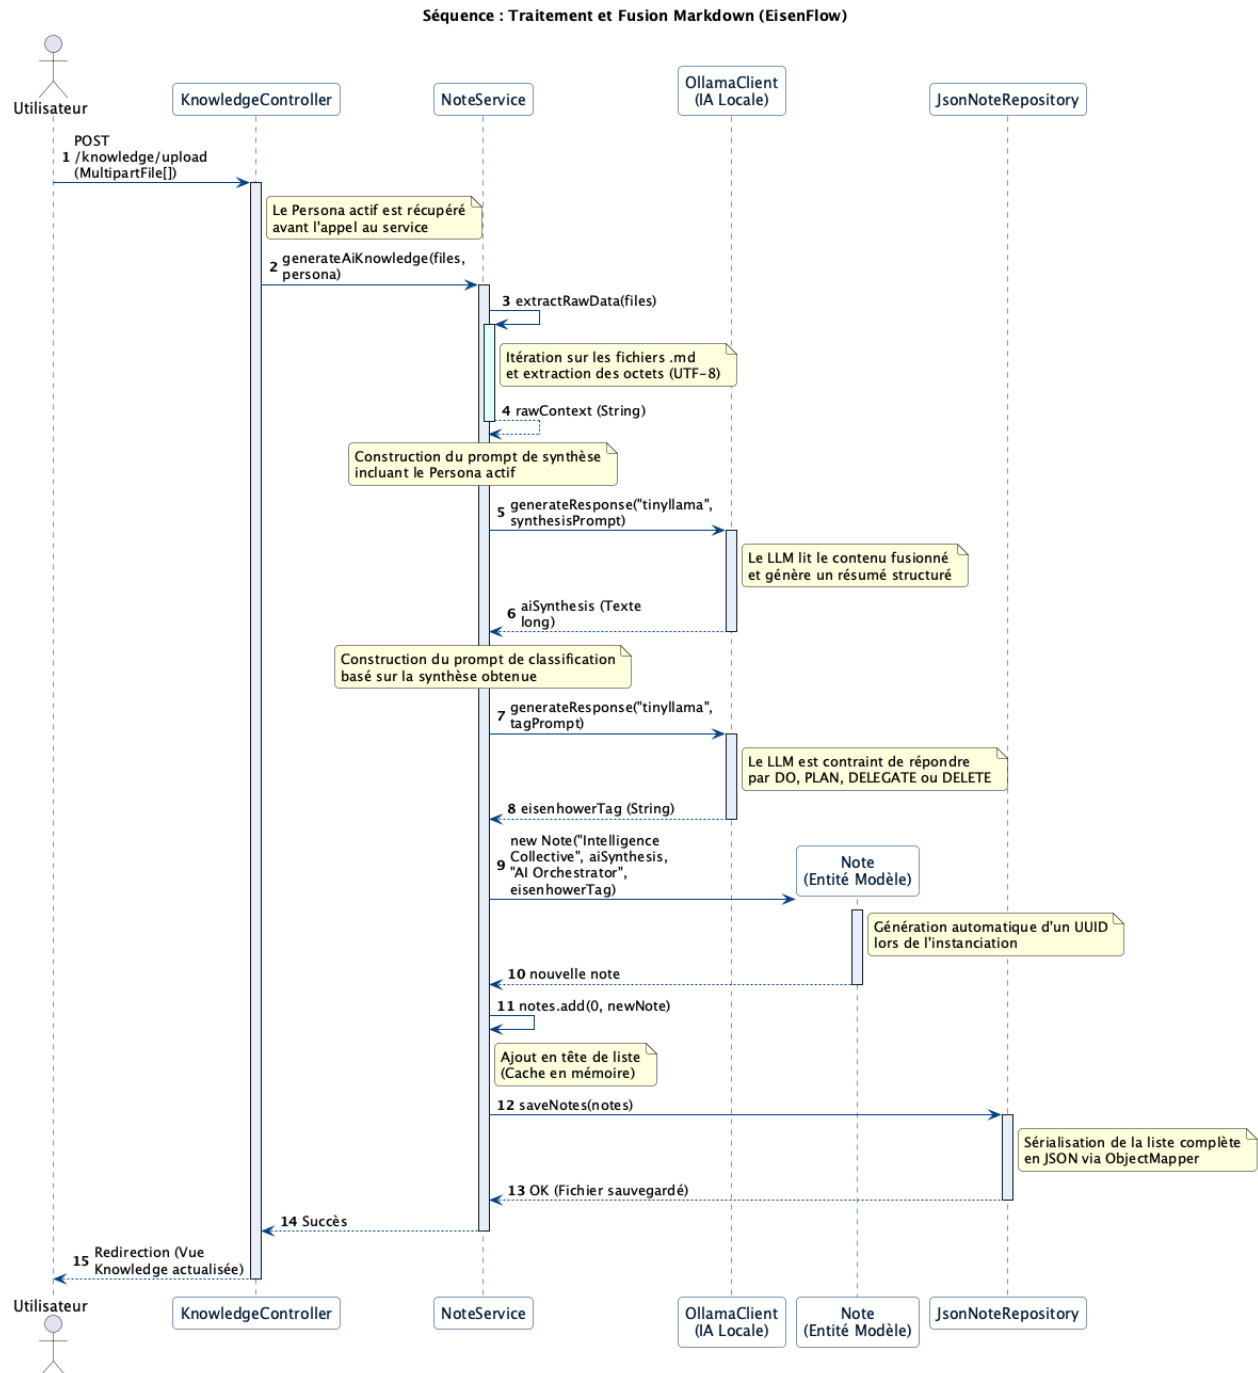 Séquence : Traitement et Fusion Markdown (EisenFlow)
Utilisateur
KnowledgeController
NoteService
OllamaClient
(IA Locale)
JsonNoteRepository
POST
1 /knowledge/upload
(MultipartFile[])
Le Persona actif est récupéré
avant l'appel au service
2 generateAiKnowledge(files,
persona)
3 extractRawData(files)
Itération sur les fichiers .md
et extraction des octets (UTF-8)
4 rawContext (String)
Construction du prompt de synthèse
incluant le Persona actif
5 generateResponse("tinyllama",
synthesisPrompt)
Le LLM lit le contenu fusionné
et génère un résumé structuré
6 aiSynthesis (Texte
long)
Construction du prompt de classification
basé sur la synthèse obtenue
7 generateResponse("tinyllama",
tagPrompt)
Le LLM est contraint de répondre
par DO, PLAN, DELEGATE ou DELETE
8 eisenhowerTag (String)
new Note("Intelligence
Collective", aiSynthesis,
9 "AI Orchestrator",
eisenhowerTag)
Note
(Entité Modèle)
Génération automatique d'un UUID
lors de l'instanciation
10 nouvelle note
11 notes.add(0, newNote)
Ajout en tête de liste
(Cache en mémoire)
12 saveNotes(notes)
Sérialisation de la liste complète
en JSON via ObjectMapper
13 OK (Fichier sauvegardé)
14 Succès
15 Redirection (Vue
Knowledge actualisée)
Utilisateur
KnowledgeController
NoteService
OllamaClient
(IA Locale)
Note
(Entité Modèle)
JsonNoteRepository